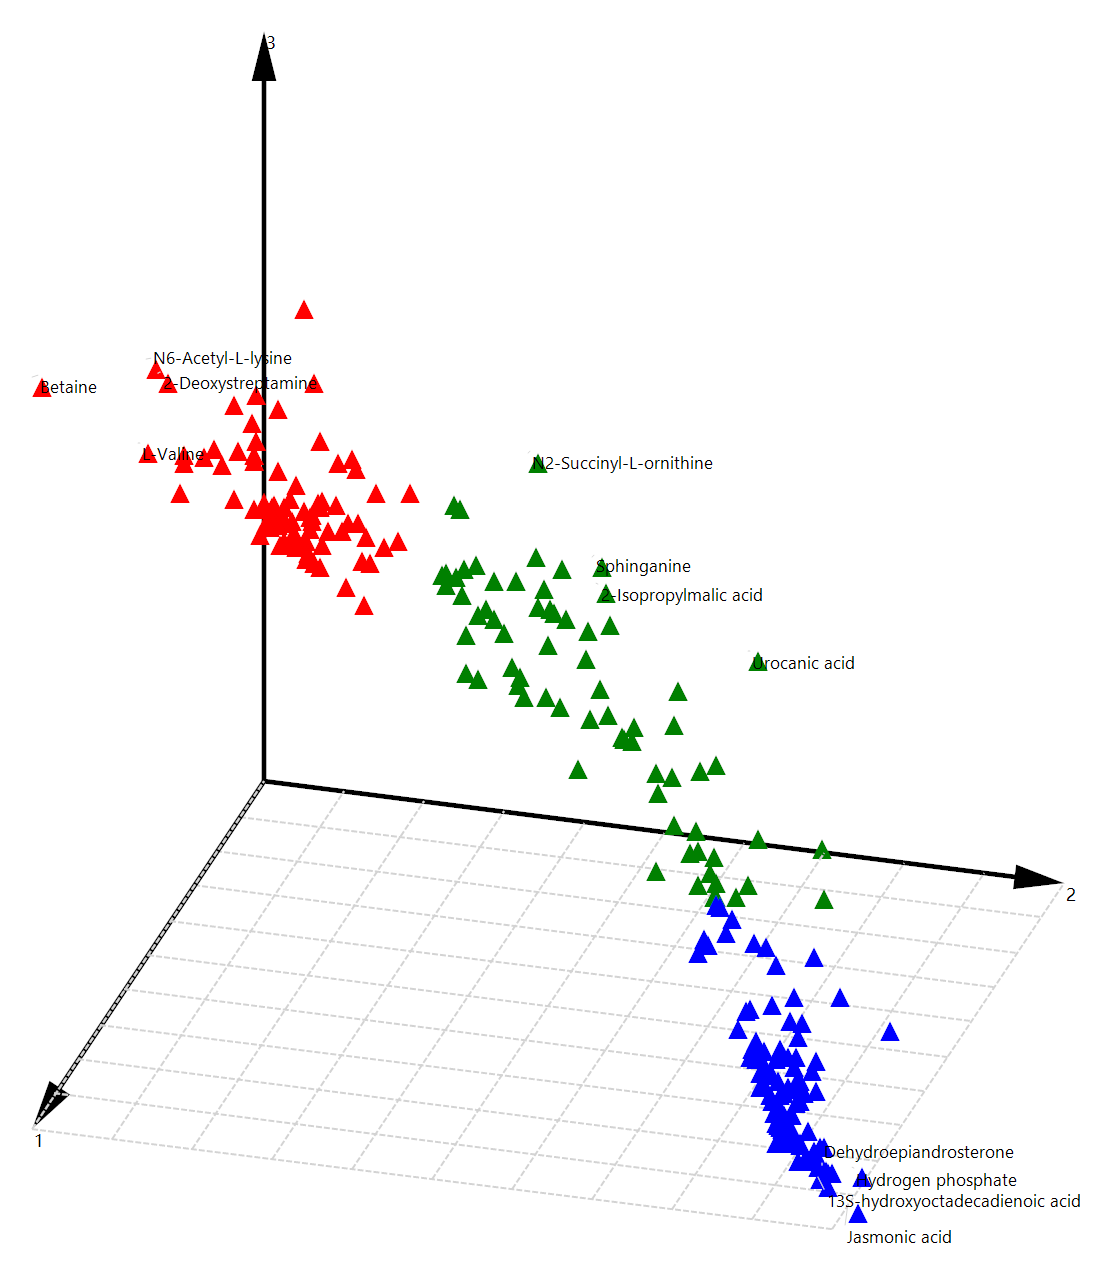 3
N6-Acetyl-L-lysine
2-Deoxystreptamine
Betaine
L-Valine
N2-Succinyl-L-ornithine
Sphinganine
2-Isopropylmalic acid
Urocanic acid
2
1
Dehydroepiandrosterone
Hydrogen phosphate
13S-hydroxyoctadecadienoic acid
Jasmonic acid